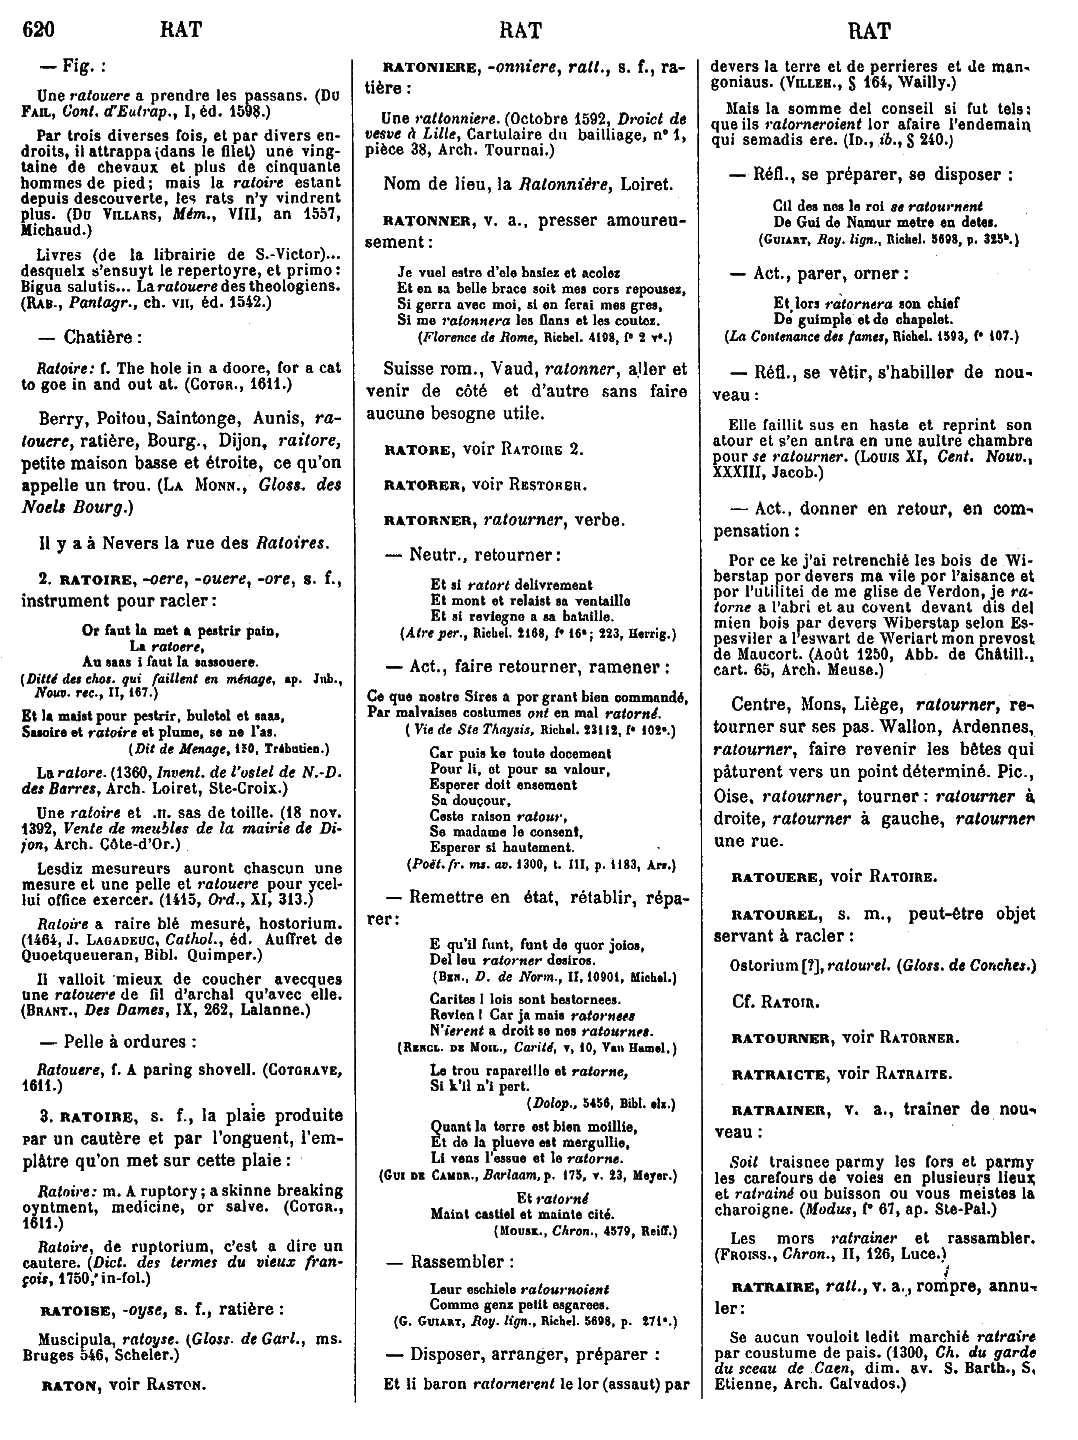 620 RAT RAT RAT
— Fig. :
Une ratouere a prendre les passans. (Du
Fail, Cont. d'Eutrap., I, éd. 1598.)
Par trois diverses fois, et par divers en-
droits, il attrappa (dans le filet) une ving-
taine de chevaux et plus de cinquante
hommes de pied; mais la ratoire estant
depuis descouverte, les rats n'y vindrent
plus. (Du Villars, Mém., VIII, an 1557,
Michaud.)
Livres (de la librairie de S.-Victor)...
desquelx s'ensuyt le repertoyre, et primo :
Bigua salutis... La ratouere des theologiens.
(Rab., Pantagr., ch. vii, éd. 1542.)
— Chatière :
Ratoire : f. The hole in a doore, for a cat
to goe in and out at. (Cotgr., 1611.)
Berry, Poitou, Saintonge, Aunis, ra-
touere, ratière, Bourg., Dijon, raitore,
petite maison basse et étroite, ce qu'on
appelle un trou. (La Monn., Gloss. des
Noels Bourg.)
Il y a à Nevers la rue des Ratoires.
2. RATOIRE, -oere, -ouere, -ore, s. f.,
instrument pour racler :
Or faut la met a pestrir pain,
La ratoere,
Au saas i faut la sassouere.
(Ditté des chos. qui faillent en ménage, ap. Jub.,
Nouv. rec., II, 167.)
Et la maist pour pestrir, buletel et saas,
Sasoire et ratoire et plume, se ne l'as.
(Dit de Menage, 150, Trébutien.)
La ratore. (1360, Invent. de l'ostel de N.-D.
des Barres, Arch. Loiret, Ste-Croix.)
Une ratoire et .ii. sas de toille. (18 nov.
1392, Vente de meubles de la mairie de Di-
jon, Arch. Côte-d'Or.)
Lesdiz mesureurs auront chascun une
mesure et une pelle et ratouere pour ycel-
lui office exercer. (1415, Ord., XI, 313.)
Ratoire a raire blé mesuré, hostorium.
(1464, J. Lagadeuc, Cathol., éd. Auffret de
Quoetqueueran, Bibl. Quimper.)
Il valloit mieux de coucher avecques
une ratouere de fil d'archal qu'avec elle.
(Brant., Des Dames, IX, 262, Lalanne.)
— Pelle à ordures :
Ratouere, f. A paring shovell. (Cotgrave,
1611.)
3. RATOIRE, s. f., la plaie produite
par un cautère et par l'onguent, l'em-
plâtre qu'on met sur cette plaie :
Ratoire : m. A ruptory; a skinne breaking
oyntment, medicine, or salve. (Cotgr.,
1611.)
Ratoire, de ruptorium, c'est a dire un
cautere. (Dict. des termes du vieux fran-
çois, 1750, in-fol.)
RATOISE, -oyse, s. f., ratière :
Muscipula, ratoyse. (Gloss. de Garl., ms.
Bruges 546, Scheler.)
RATON, voir Raston.
RATONIERE, -onniere, ratt., s. f., ra-
tière :
Une rattonniere. (Octobre 1592, Droict de
vesve à Lille, Cartulaire du bailliage, n° 1,
pièce 38, Arch. Tournai.)
Nom de lieu, la Ratonnière, Loiret.
RATONNER, v. a., presser amoureu-
sement :
Je vuel estre d'ele basiez et acolez
Et en sa belle brace soit mes cors repousez,
Si gerra avec moi, si en ferai mes gres,
Si me ratonnera les flans et les coutez.
(Florence de Rome, Richel. 4198, f° 2 v°.)
Suisse rom., Vaud, ratonner, aller et
venir de côté et d'autre sans faire
aucune besogne utile.
RATORE, voir Ratoire 2.
RATORER, voir Restorer.
RATORNER, ratourner, verbe.
— Neutr., retourner :
Et si ratort delivrement
Et mont et relaist sa ventaille
Et si reviegne a sa bataille.
(Atre per., Richel. 2168, f° 16ᵃ; 223, Herrig.)
— Act., faire retourner, ramener :
Ce que nostre Sires a por grant bien commandé,
Par malvaises costumes ont en mal ratorné.
(Vie de Ste Thaysis, Richel. 23112, f° 102ᵃ.)
Car puis ke toute docement
Pour li, et pour sa valour,
Esperer doit ensement
Sa douçour,
Ceste raison ratour,
Se madame le consent,
Esperer si hautement.
(Poët. fr. ms. av. 1300, t. III, p. 1183, Ars.)
— Remettre en état, rétablir, répa-
rer :
E qu'il funt, funt de quor joios,
Del leu ratorner desiros.
(Ben., D. de Norm., II, 10901, Michel.)
Carites ! lois sont bestornees.
Revien ! Car ja mais ratornees
N'ierent a droit se nes ratournes.
(Rencl. de Moil., Carité, v, 10, Van Hamel.)
Le trou rapareille et ratorne,
Si k'il n'i pert.
(Dolop., 5456, Bibl. elz.)
Quant la terre est bien moillie,
Et de la plueve est mergullie,
Li vens l'essue et le ratorne.
(Gui de Cambr., Barlaam, p. 175, v. 23, Meyer.)
Et ratorné
Maint castiel et mainte cité.
(Mousk., Chron., 4579, Reiff.)
— Rassembler :
Leur eschiele ratournoient
Comme genz petit esgarees.
(G. Guiart, Roy. lign., Richel. 5698, p. 271ᵃ.)
— Disposer, arranger, préparer :
Et li baron ratornerent le lor (assaut) par
devers la terre et de perrieres et de man-
goniaus. (Villeh., § 164, Wailly.)
Mais la somme del conseil si fut tels :
que ils ratorneroient lor afaire l'endemain
qui semadis ere. (Id., ib., § 240.)
— Réfl., se préparer, se disposer :
Cil des nes le roi se ratournent
De Gui de Namur metre en detes.
(Guiart, Roy. lign., Richel. 5698, p. 325ᵇ.)
— Act., parer, orner :
Et lors ratornera son chief
De guimple et de chapelet.
(La Contenance des fames, Richel. 1593, f° 107.)
— Réfl., se vêtir, s'habiller de nou-
veau :
Elle faillit sus en haste et reprint son
atour et s'en antra en une aultre chambre
pour se ratourner. (Louis XI, Cent. Nouv.,
XXXIII, Jacob.)
— Act., donner en retour, en com-
pensation :
Por ce ke j'ai retrenchié les bois de Wi-
berstap por devers ma vile por l'aisance et
por l'utilitei de me glise de Verdon, je ra-
torne a l'abri et au covent devant dis del
mien bois par devers Wiberstep selon Es-
pesviler a l'eswart de Weriart mon prevost
de Maucort. (Août 1250, Abb. de Châtill.,
cart. 65, Arch. Meuse.)
Centre, Mons, Liège, ratourner, re-
tourner sur ses pas. Wallon, Ardennes,
ratourner, faire revenir les bêtes qui
pâturent vers un point déterminé. Pic.,
Oise, ratourner, tourner : ratourner à
droite, ratourner à gauche, ratourner
une rue.
RATOUERE, voir Ratoire.
RATOUREL, s. m., peut-être objet
servant à racler :
Ostorium [?], ratourel. (Gloss. de Conches.)
Cf. Ratoir.
RATOURNER, voir Ratorner.
RATRAICTE, voir Ratraite.
RATRAINER, v. a., traîner de nou-
veau :
Soit traisnee parmy les fors et parmy
les carefours de voies en plusieurs lieux
et ratrainé ou buisson ou vous meistes la
charoigne. (Modus, f° 67, ap. Ste-Pal.)
Les mors ratrainer et rassambler.
(Froiss., Chron., II, 126, Luce.)
RATRAIRE, ratt., v. a., rompre, annu-
ler :
Se aucun vouloit ledit marchié ratraire
par coustume de pais. (1300, Ch. du garde
du sceau de Caen, dim. av. S. Barth., S.
Etienne, Arch. Calvados.)